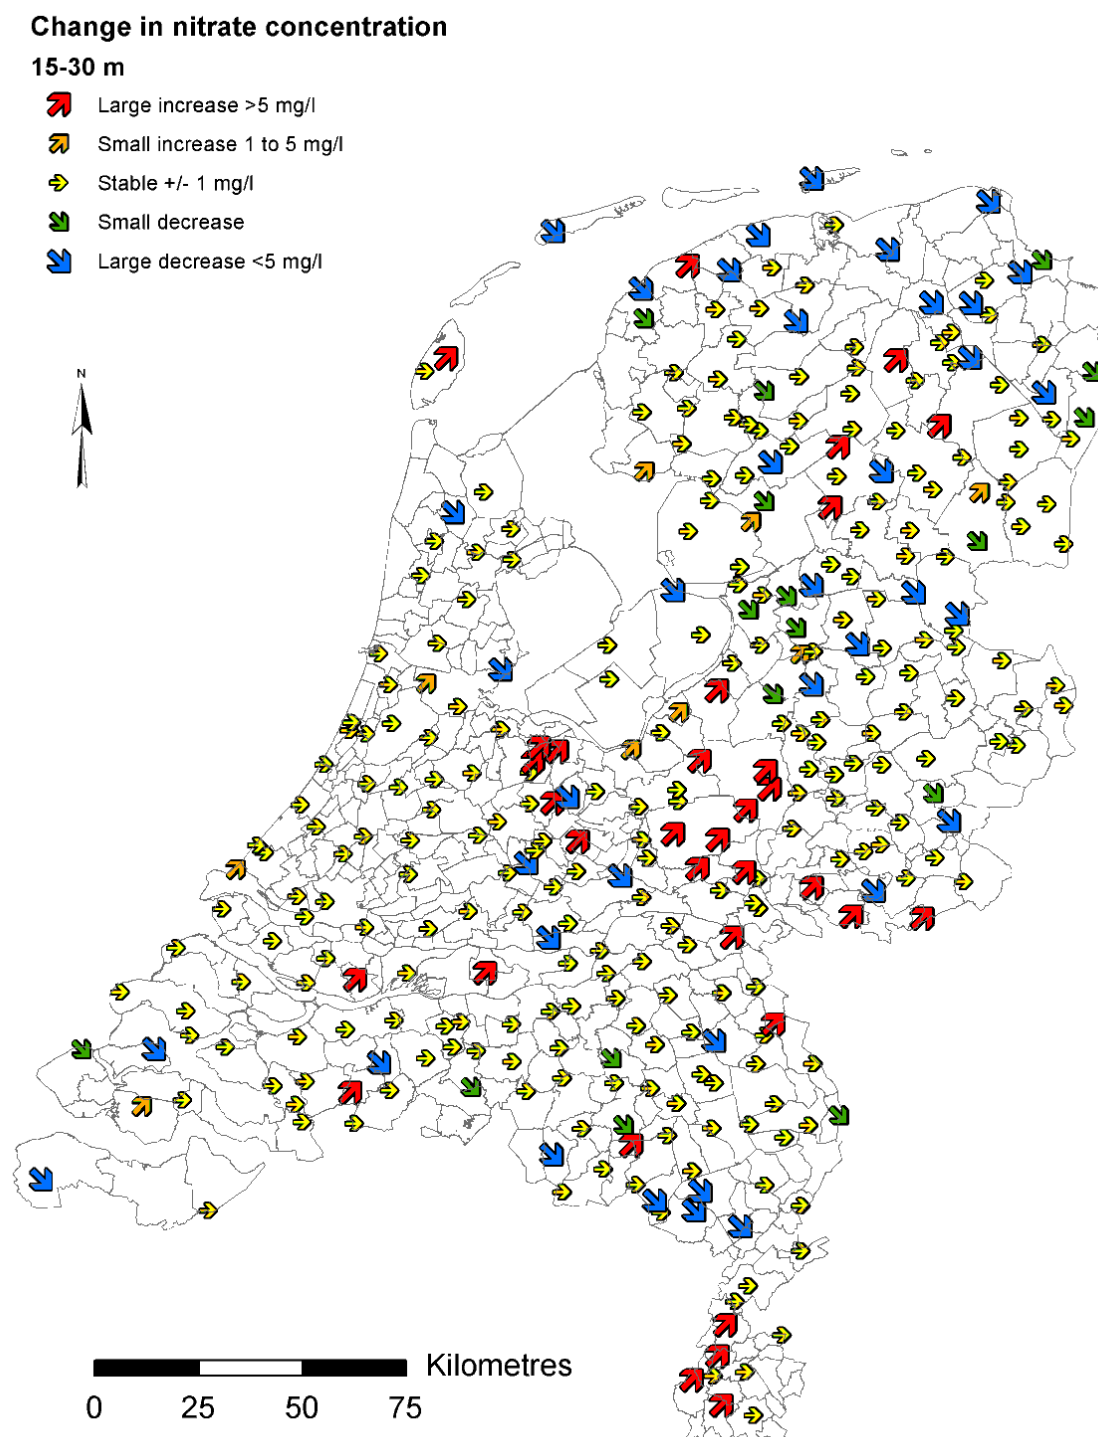 Change in nitrate concentration
15-30 m
Large increase >5 mg/l
Small increase 1 to 5 mg/l
Stable +/- 1 mg/l
Small decrease
Large decrease <5 mg/l
N
Kilometres
0 25 50 75